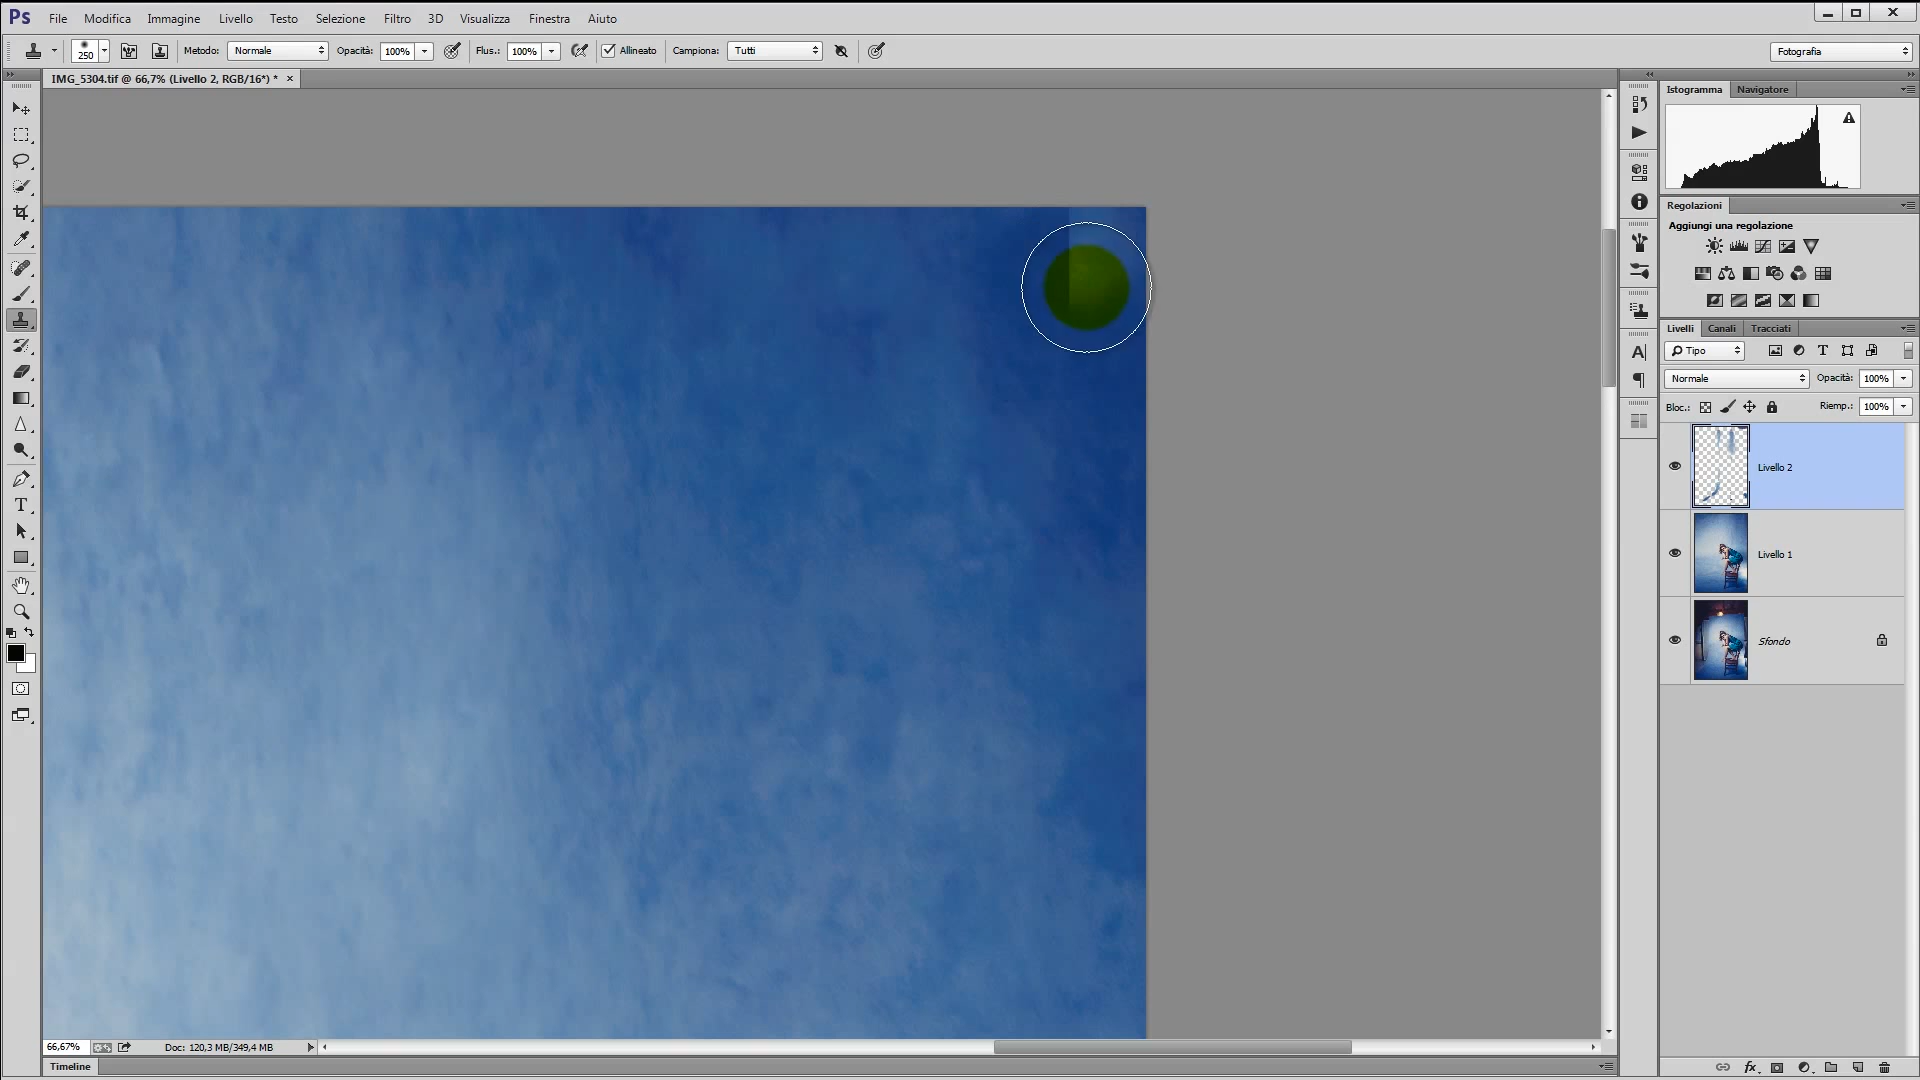 Ps File Modifica Immagine Livello Testo Selezione Filtro 3D Visualizza Finestra Aiuto
250 Metodo: Normale Opacità: 100% Flus.: 100% Allineato Campiona: Tutti Fotografia
IMG_5304.tif @ 66,7% (Livello 2, RGB/16*) *
Istogramma Navigatore
Regolazioni
Aggiungi una regolazione
Livelli Canali Tracciati
Tipo
Normale Opacità: 100%
Bloc.: Riemp.: 100%
Livello 2
Livello 1
Sfondo
66,67% Doc: 120,3 MB/349,4 MB
Timeline